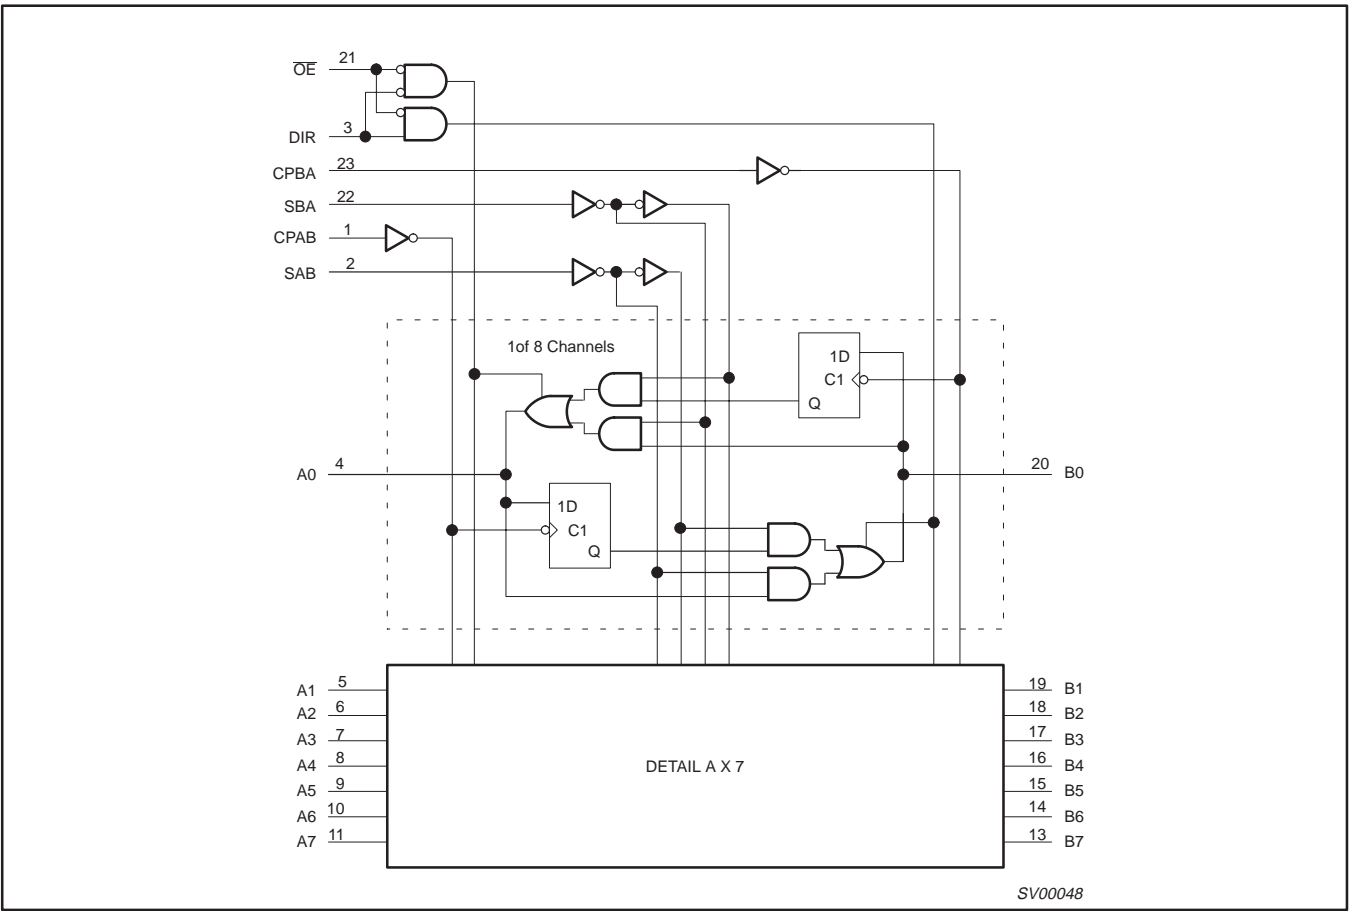 O̅E̅ 21
DIR 3
CPBA 23
SBA 22
CPAB 1
SAB 2
1of 8 Channels
1D
C1
Q
A0 4
20 B0
1D
C1
Q
A1 5
19 B1
A2 6
18 B2
A3 7
17 B3
A4 8
16 B4
A5 9
15 B5
A6 10
14 B6
A7 11
13 B7
DETAIL A X 7
SV00048